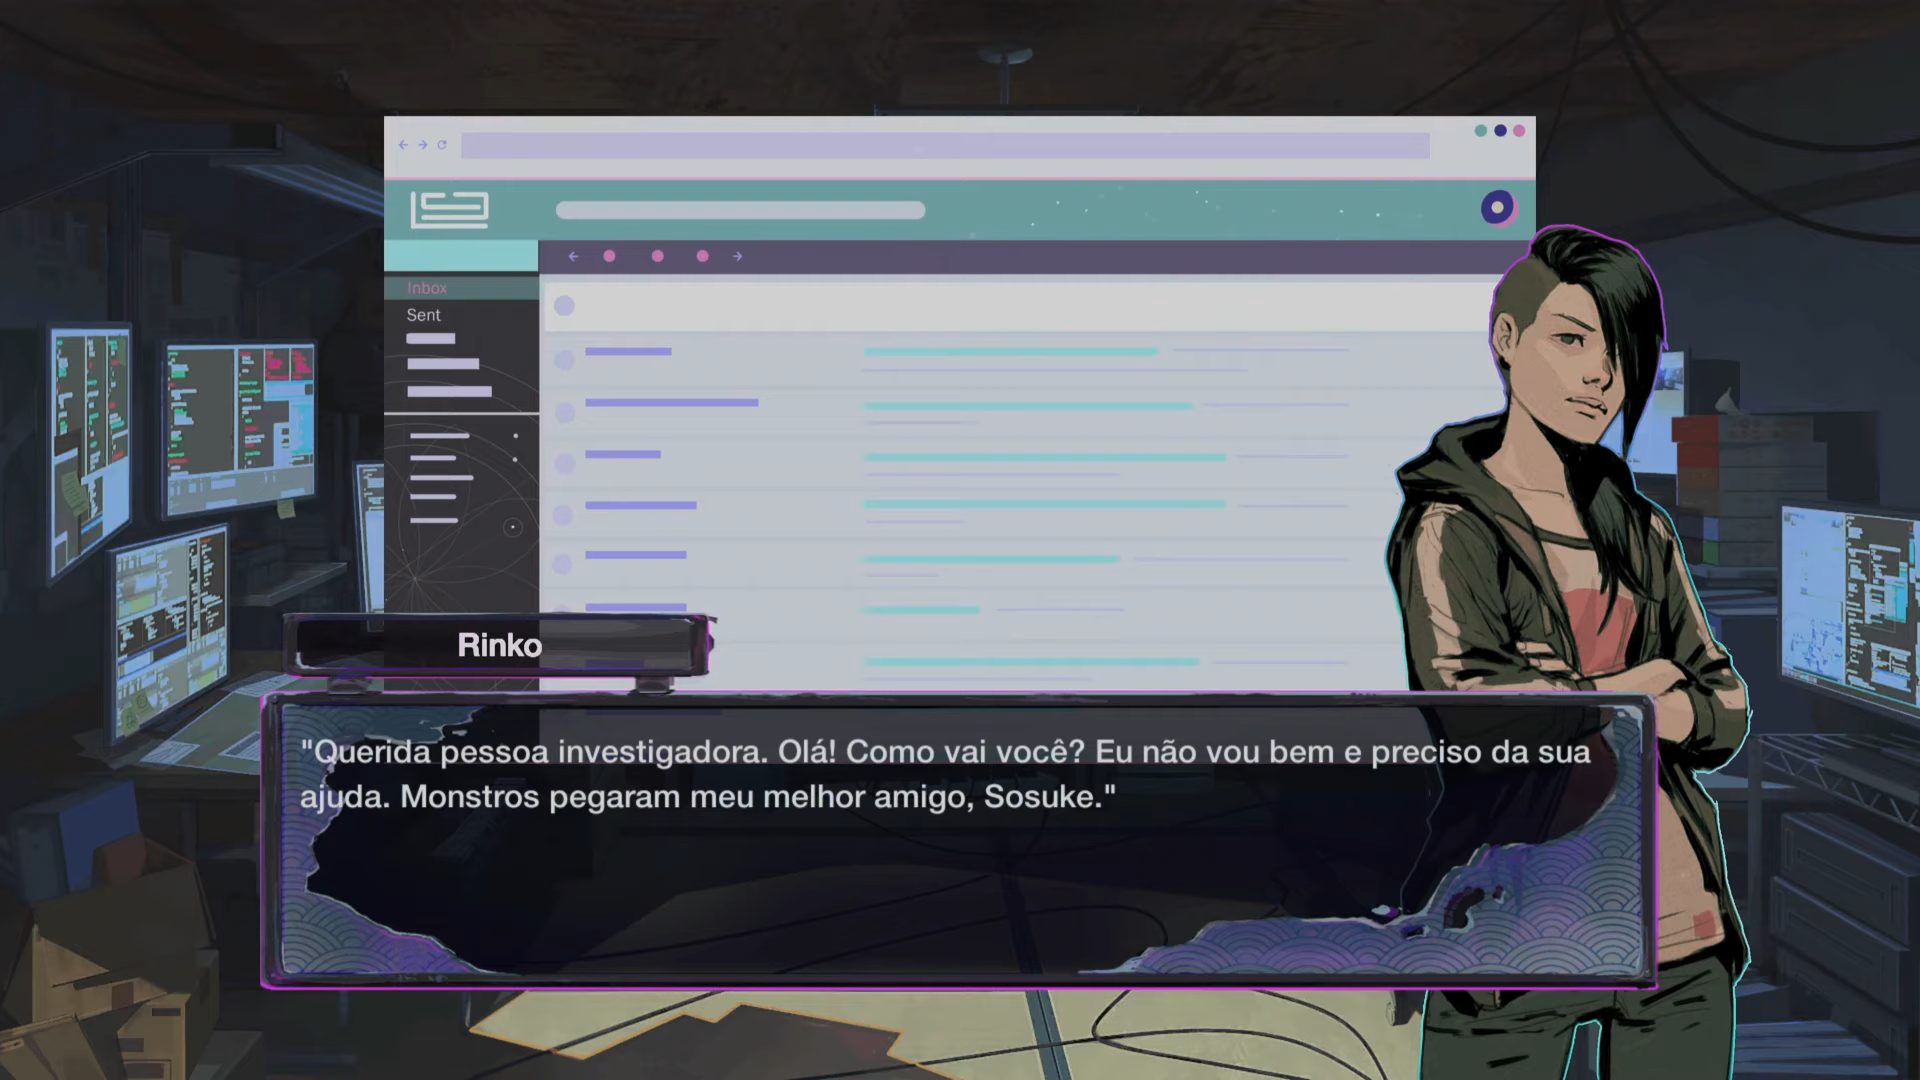 Inbox
Sent
Rinko
"Querida pessoa investigadora. Olá! Como vai você? Eu não vou bem e preciso da sua
ajuda. Monstros pegaram meu melhor amigo, Sosuke."